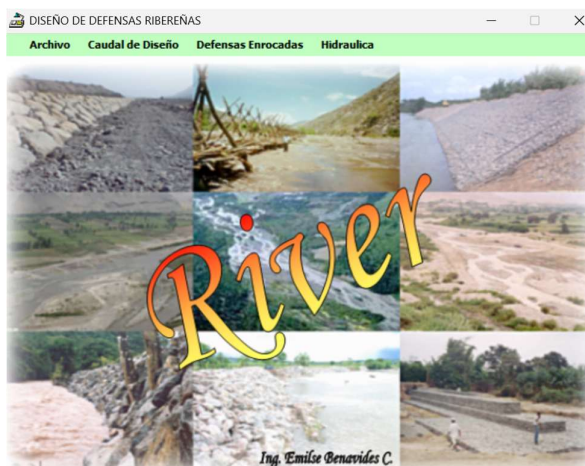 DISEÑO DE DEFENSAS RIBEREÑAS
Archivo Caudal de Diseño Defensas Enrocadas Hidraulica
River
Ing. Emilse Benavides C.